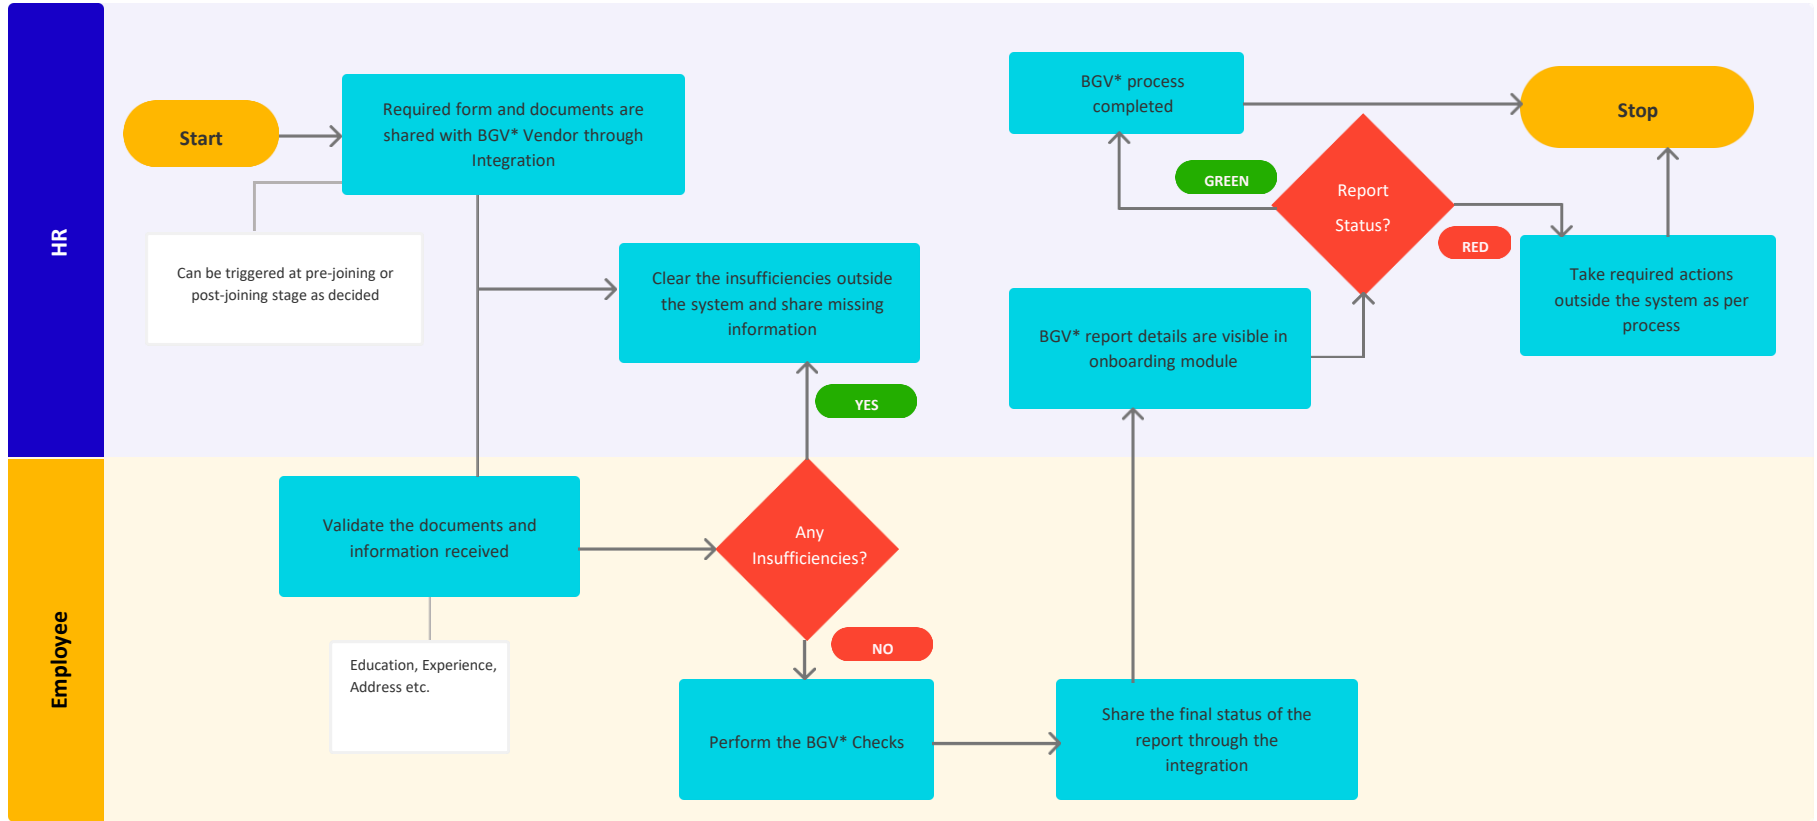 HR
Start
Required form and documents are
shared with BGV* Vendor through
Integration
Can be triggered at pre-joining or
post-joining stage as decided
Clear the insufficiencies outside
the system and share missing
information
YES
BGV* process
completed
Stop
GREEN
Report
Status?
RED
Take required actions
outside the system as per
process
BGV* report details are visible in
onboarding module
Employee
Validate the documents and
information received
Any
Insufficiencies?
Education, Experience,
Address etc.
NO
Perform the BGV* Checks
Share the final status of the
report through the
integration